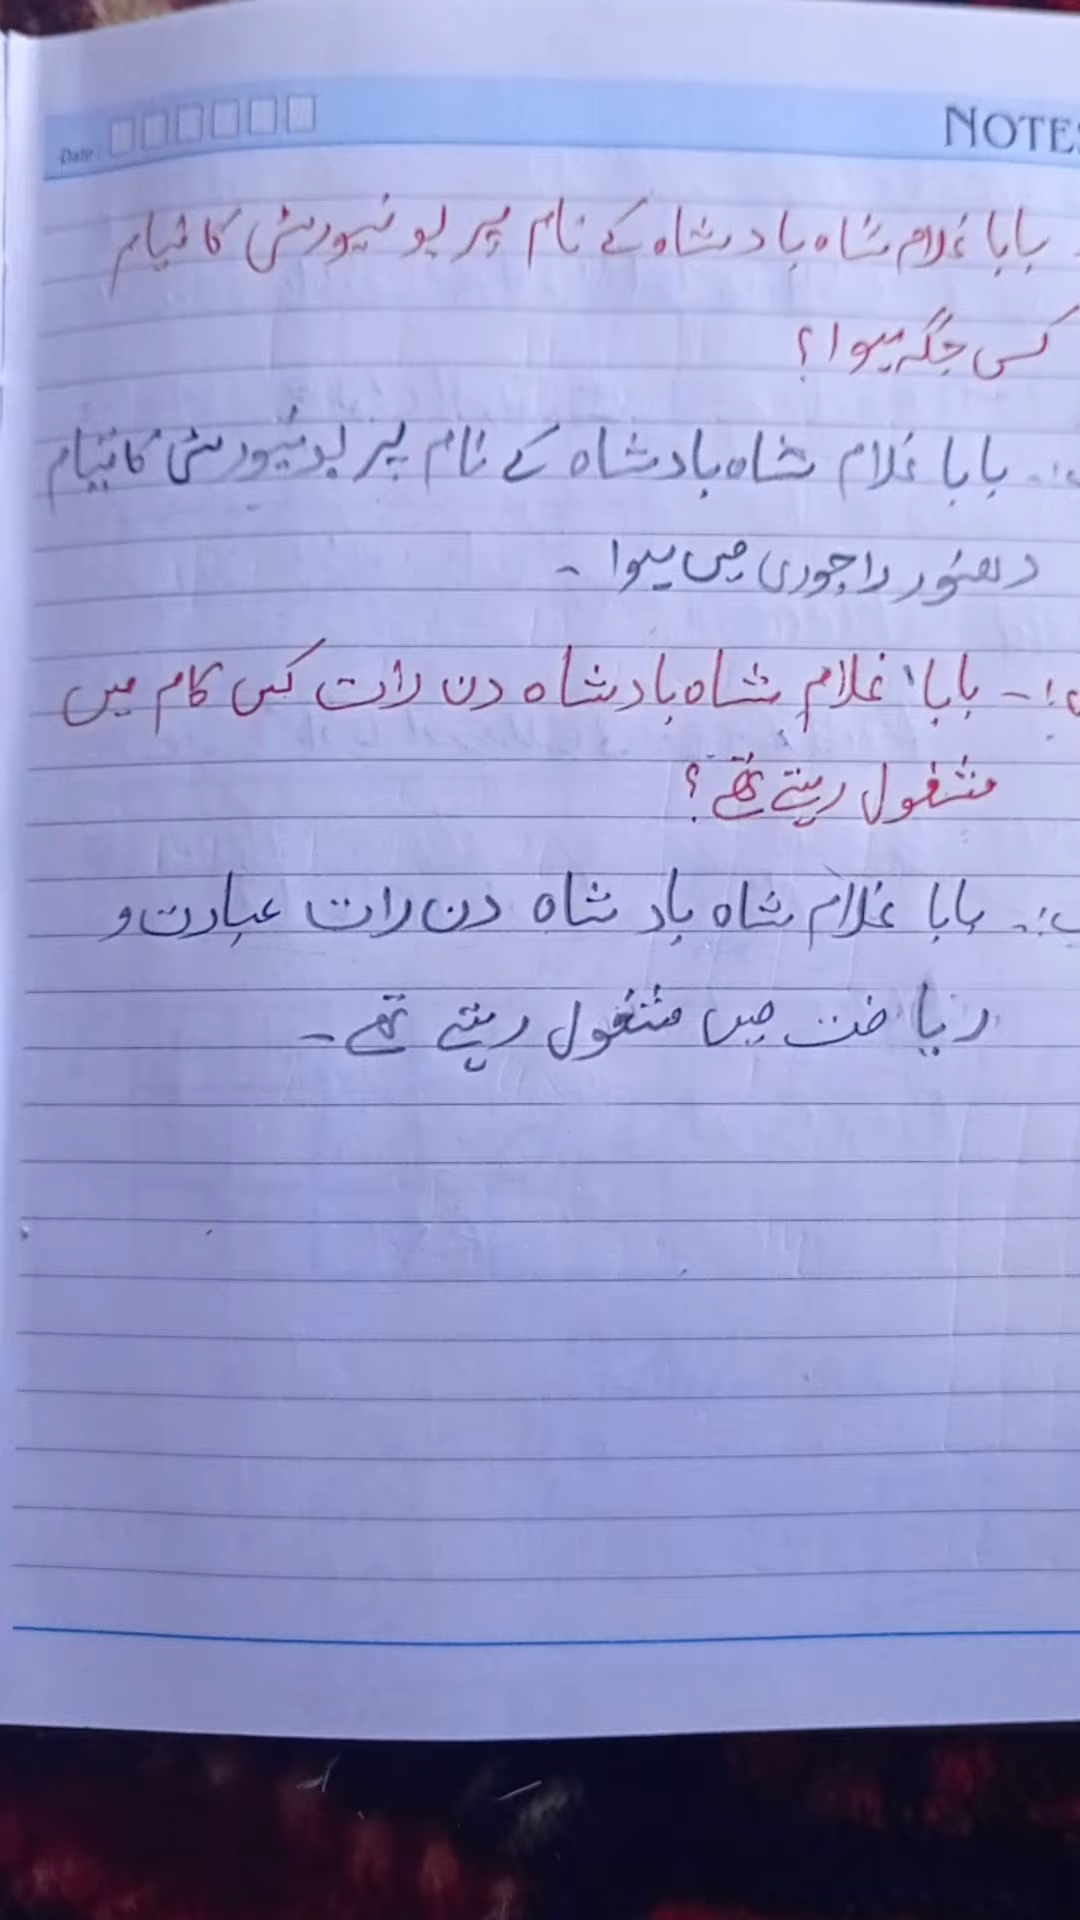 Date
NOTES
بابا غلام شاہ بادشاہ کے نام پر یونیورسٹی کا قیام
کس جگہ ہوا؟
:۔ بابا غلام شاہ بادشاہ کے نام پر یونیورسٹی کا قیام
دھنور راجوری میں ہوا ۔
:۔ بابا غلام شاہ بادشاہ دن رات کس کام میں
مشغول رہتے تھے؟
:۔ بابا غلام شاہ بادشاہ دن رات عبادت و
ریاضت میں مشغول رہتے تھے ۔